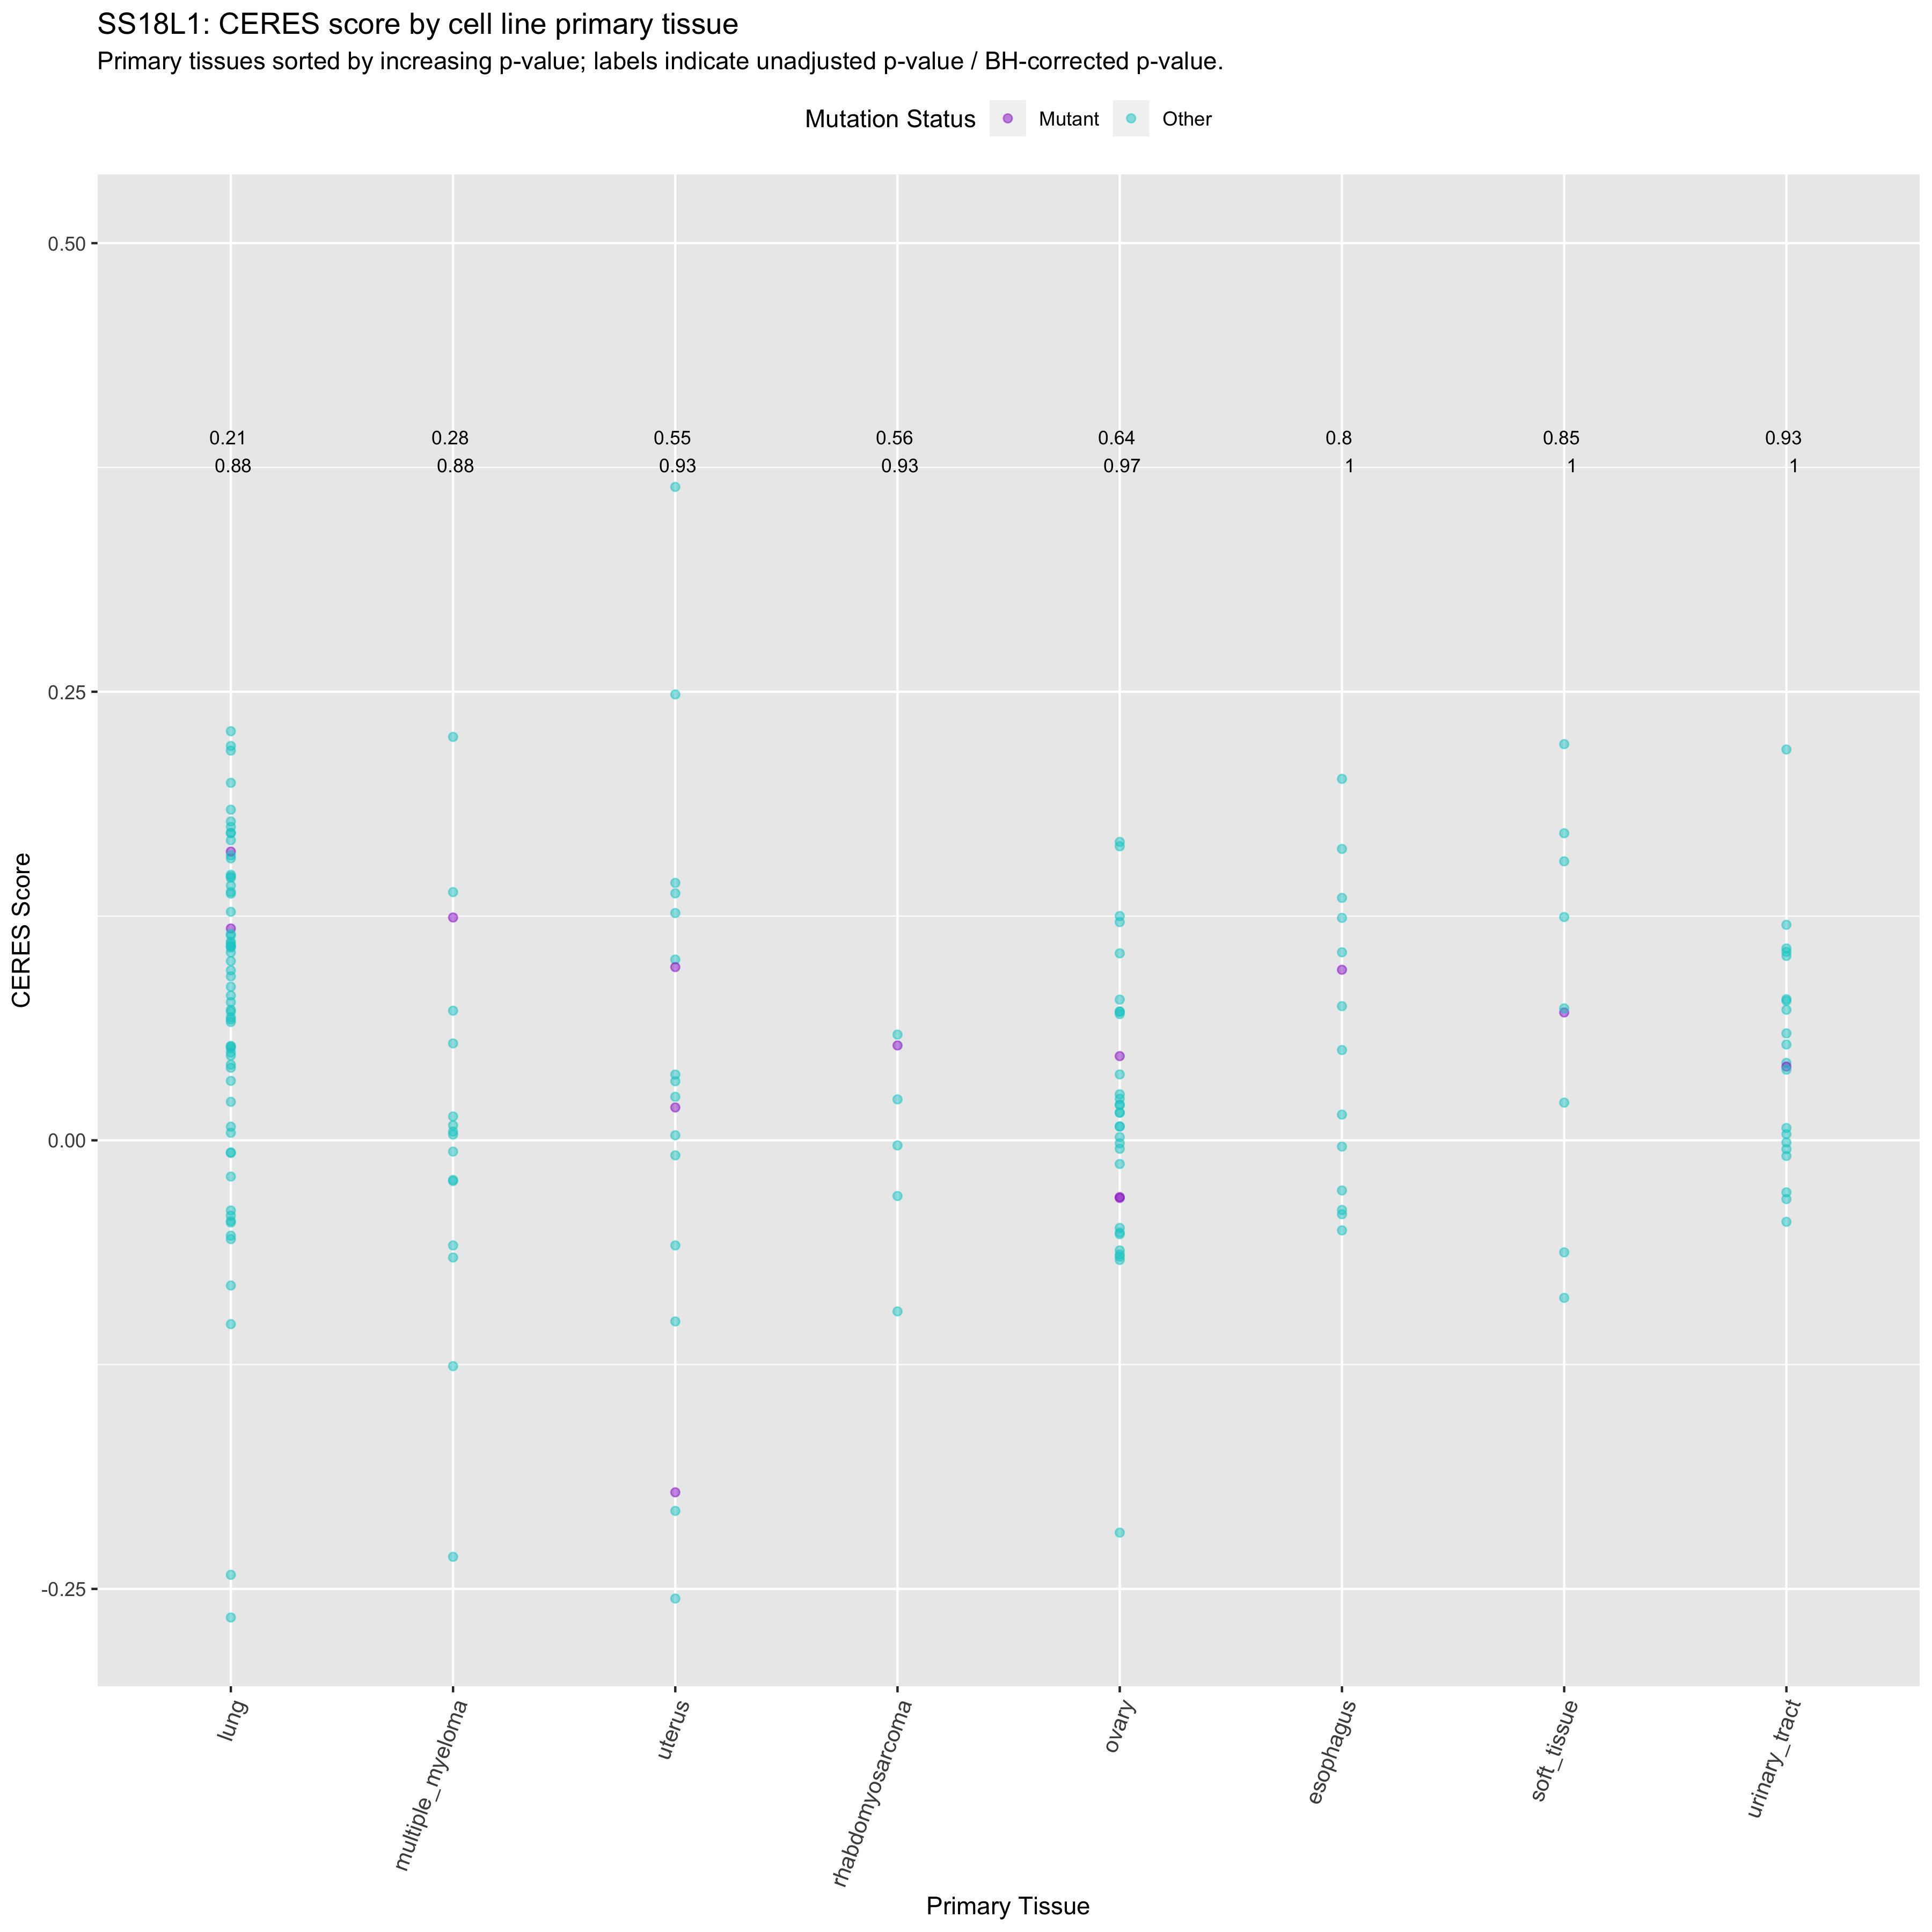 SS18L1: CERES score by cell line primary tissue
Primary tissues sorted by increasing p-value; labels indicate unadjusted p-value / BH-corrected p-value.
Mutation Status Mutant Other
0.50
0.21 0.28 0.55 0.56 0.64 0.8 0.85 0.93
0.88 0.88 0.93 0.93 0.97 1 1 1
0.25
CERES Score
0.00
-0.25
lung multiple_myeloma uterus rhabdomyosarcoma ovary esophagus soft_tissue urinary_tract
Primary Tissue